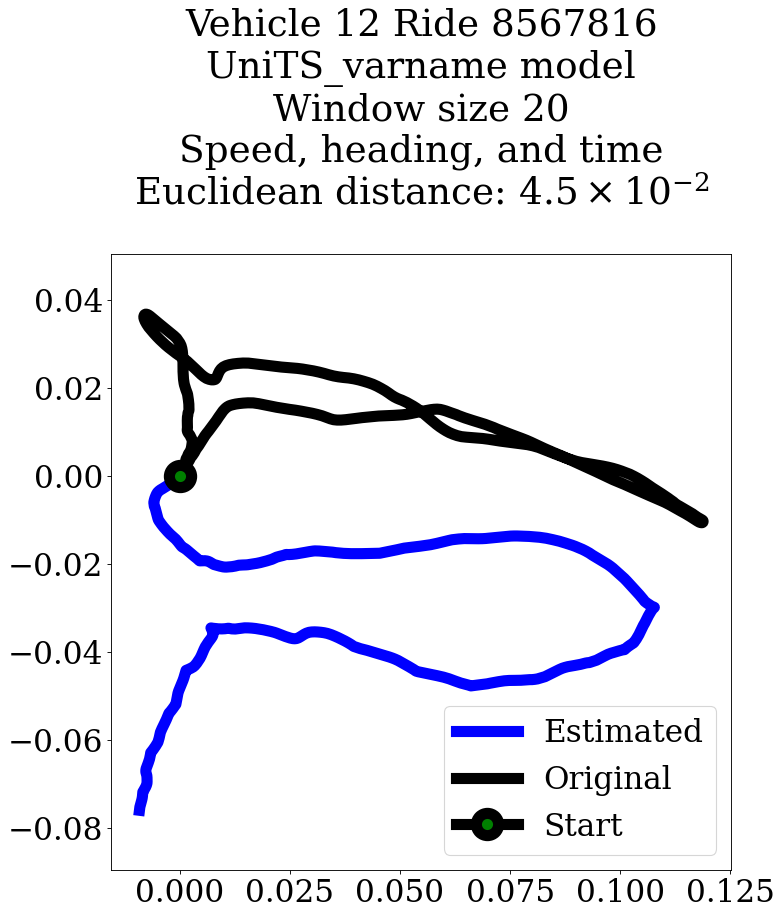 Vehicle 12 Ride 8567816
UniTS_varname model
Window size 20
Speed, heading, and time
Euclidean distance: 4.5 × 10⁻²
0.04
0.02
0.00
−0.02
−0.04
−0.06
−0.08
Estimated
Original
Start
0.000 0.025 0.050 0.075 0.100 0.125